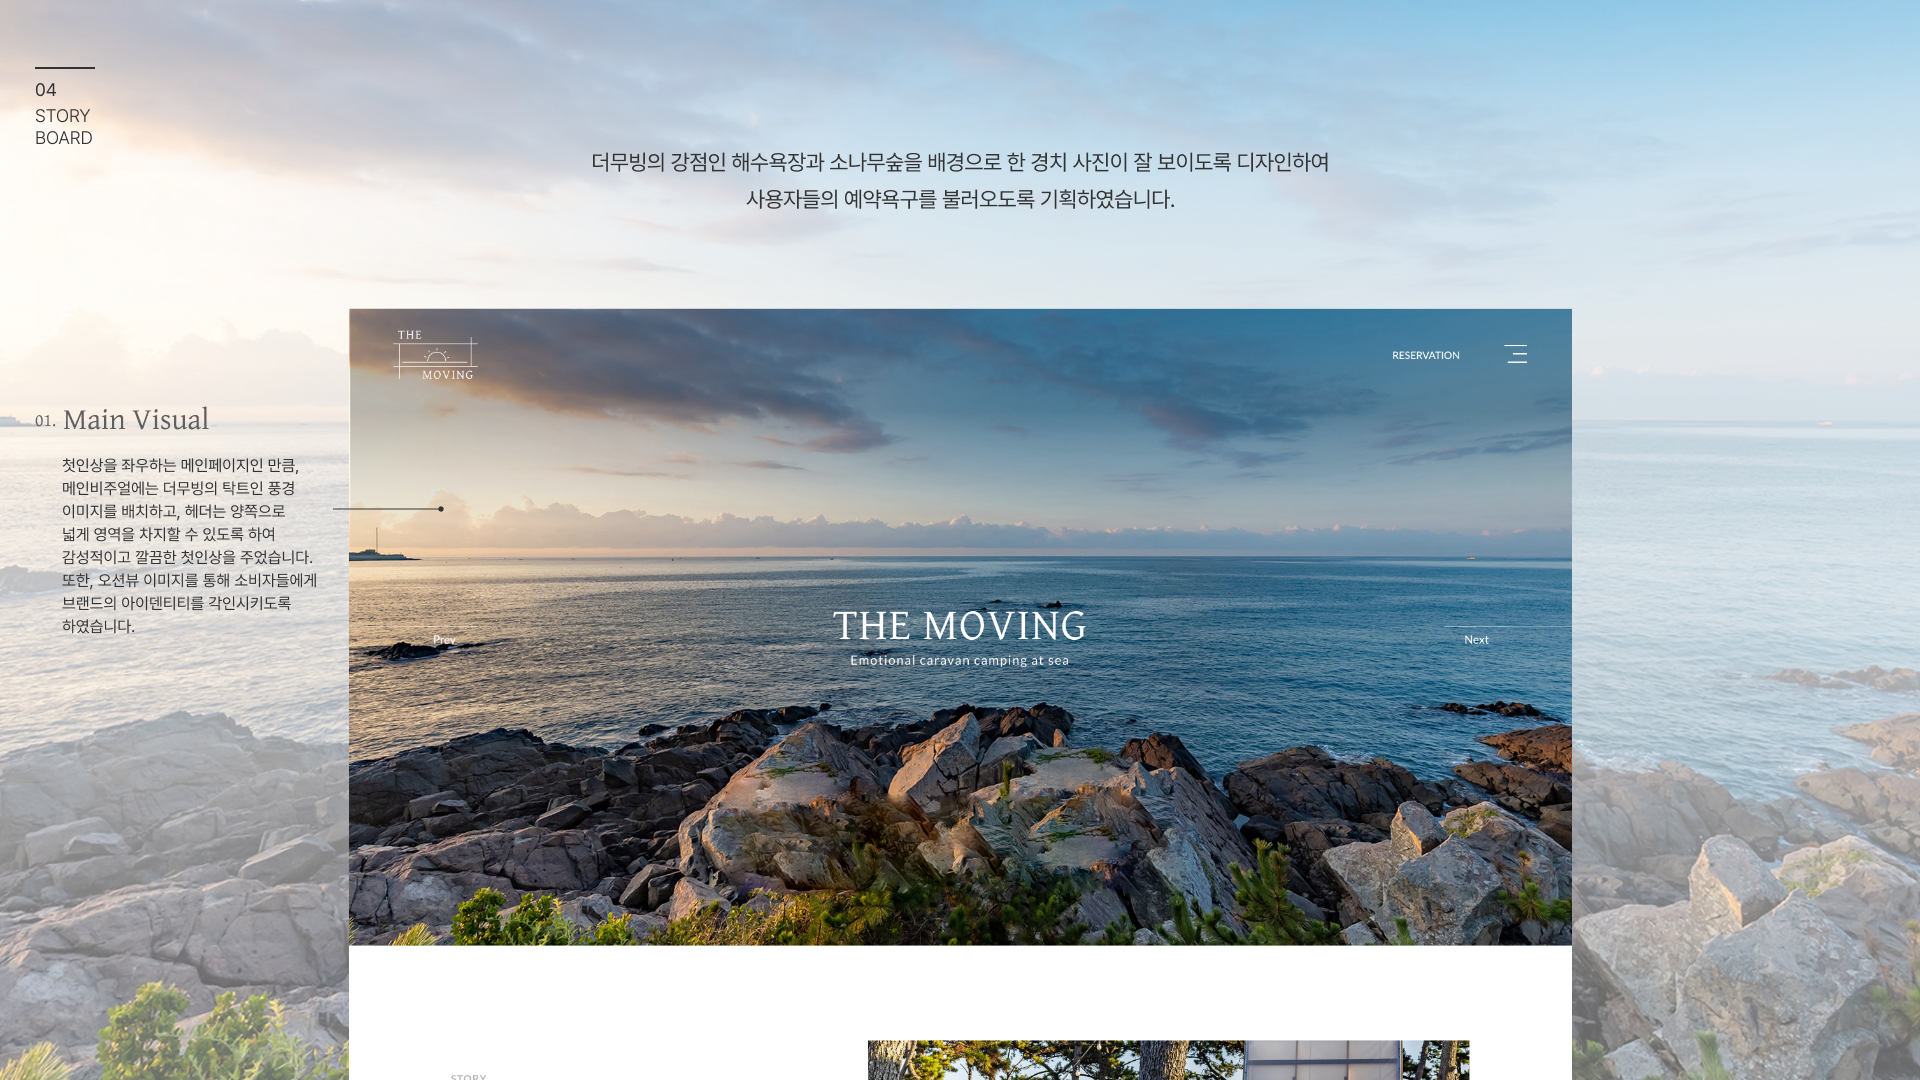 04
STORY
BOARD
더무빙의 강점인 해수욕장과 소나무숲을 배경으로 한 경치 사진이 잘 보이도록 디자인하여
사용자들의 예약욕구를 불러오도록 기획하였습니다.
THE
MOVING
RESERVATION
01. Main Visual
첫인상을 좌우하는 메인페이지인 만큼,
메인비주얼에는 더무빙의 탁트인 풍경
이미지를 배치하고, 헤더는 양쪽으로
넓게 영역을 차지할 수 있도록 하여
감성적이고 깔끔한 첫인상을 주었습니다.
또한, 오션뷰 이미지를 통해 소비자들에게
브랜드의 아이덴티티를 각인시키도록
하였습니다.
Prev
THE MOVING
Emotional caravan camping at sea
Next
STORY